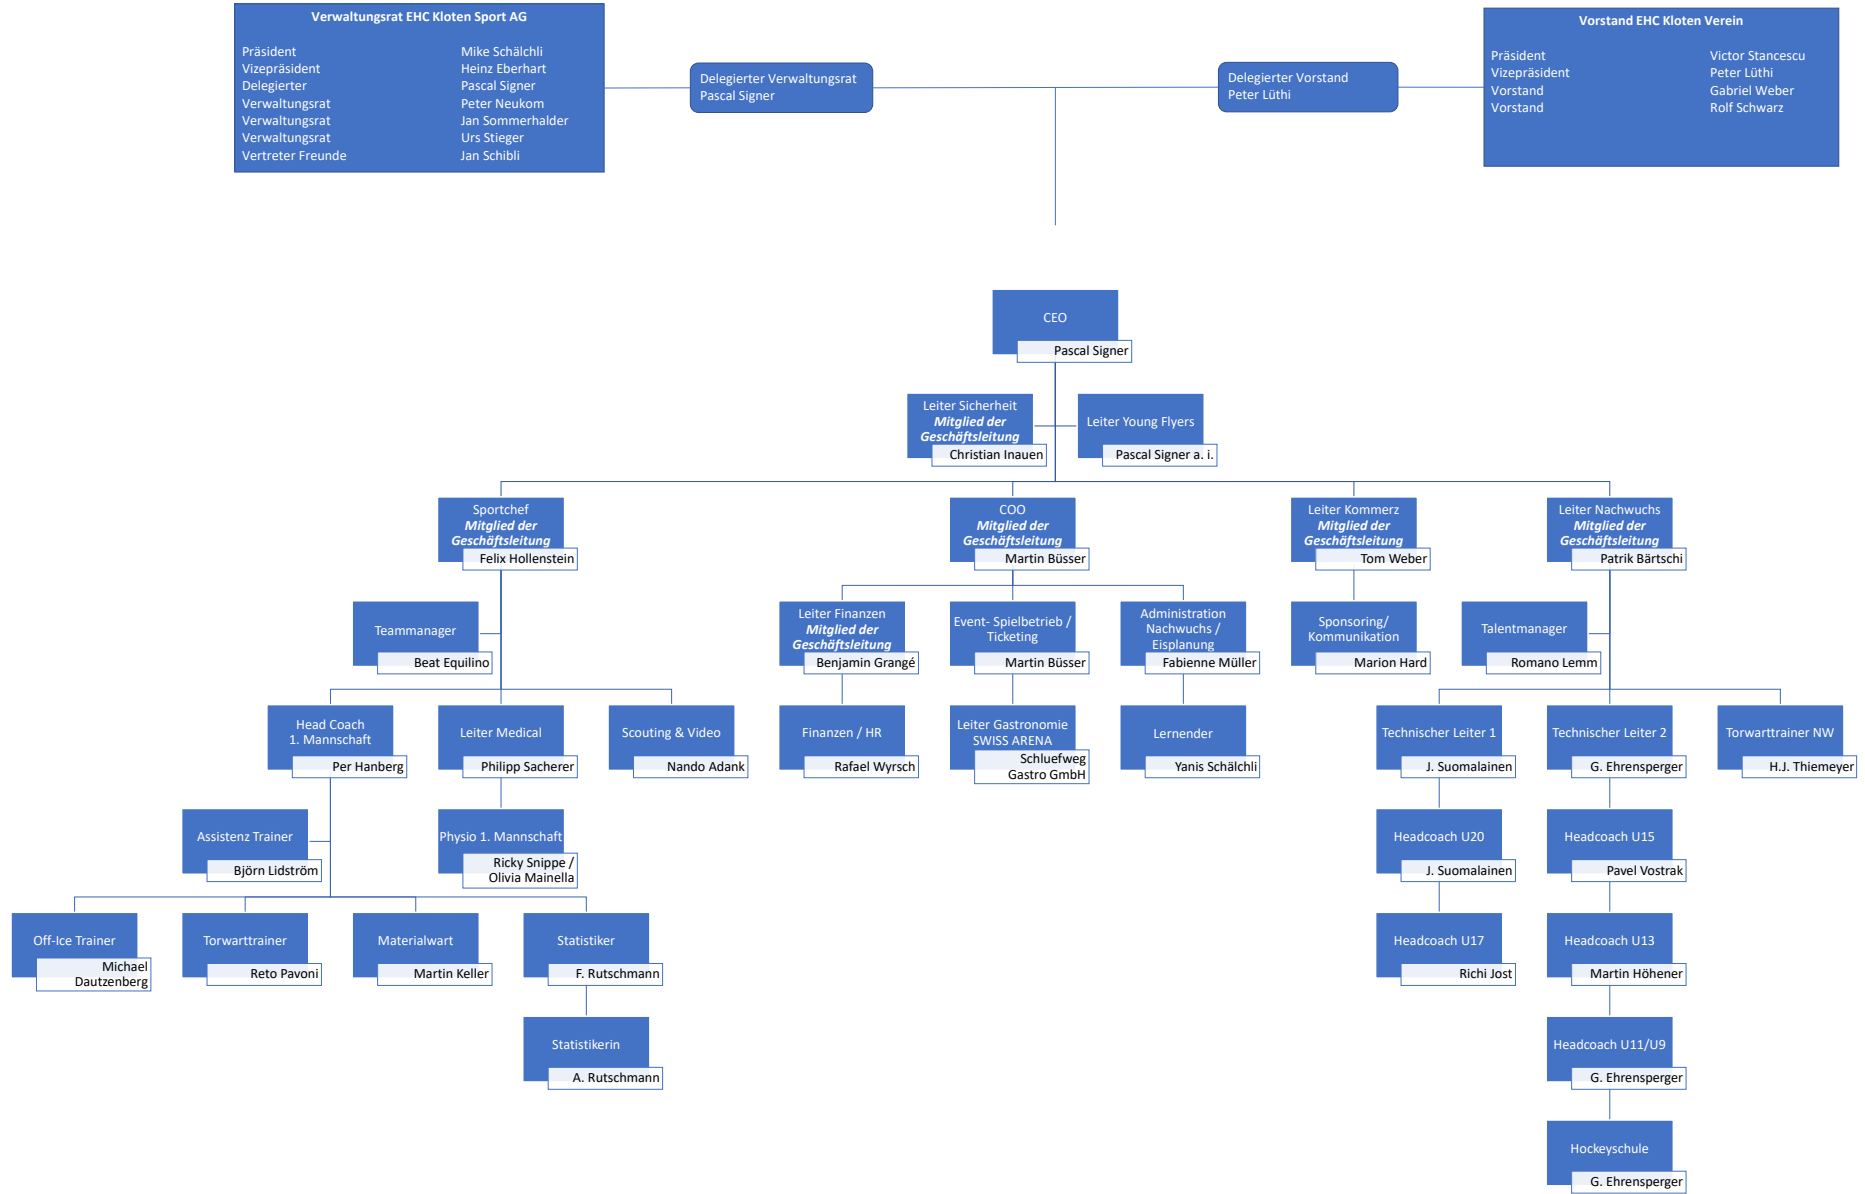 Verwaltungsrat EHC Kloten Sport AG
Präsident Mike Schälchli
Vizepräsident Heinz Eberhart
Delegierter Pascal Signer
Verwaltungsrat Peter Neukom
Verwaltungsrat Jan Sommerhalder
Verwaltungsrat Urs Stieger
Vertreter Freunde Jan Schibli
Delegierter Verwaltungsrat
Pascal Signer
Delegierter Vorstand
Peter Lüthi
Vorstand EHC Kloten Verein
Präsident Victor Stancescu
Vizepräsident Peter Lüthi
Vorstand Gabriel Weber
Vorstand Rolf Schwarz
CEO
Pascal Signer
Leiter Sicherheit
Mitglied der
Geschäftsleitung
Christian Inauen
Leiter Young Flyers
Pascal Signer a. i.
Sportchef
Mitglied der
Geschäftsleitung
Felix Hollenstein
COO
Mitglied der
Geschäftsleitung
Martin Büsser
Leiter Kommerz
Mitglied der
Geschäftsleitung
Tom Weber
Leiter Nachwuchs
Mitglied der
Geschäftsleitung
Patrik Bärtschi
Teammanager
Beat Equilino
Leiter Finanzen
Mitglied der
Geschäftsleitung
Benjamin Grangé
Event- Spielbetrieb /
Ticketing
Martin Büsser
Administration
Nachwuchs /
Eisplanung
Fabienne Müller
Sponsoring/
Kommunikation
Marion Hard
Talentmanager
Romano Lemm
Head Coach
1. Mannschaft
Per Hanberg
Leiter Medical
Philipp Sacherer
Scouting & Video
Nando Adank
Finanzen / HR
Rafael Wyrsch
Leiter Gastronomie
SWISS ARENA
Schluefweg
Gastro GmbH
Lernender
Yanis Schälchli
Technischer Leiter 1
J. Suomalainen
Technischer Leiter 2
G. Ehrensperger
Torwarttrainer NW
H.J. Thiemeyer
Assistenz Trainer
Björn Lidström
Physio 1. Mannschaft
Ricky Snippe /
Olivia Mainella
Headcoach U20
J. Suomalainen
Headcoach U15
Pavel Vostrak
Off-Ice Trainer
Michael
Dautzenberg
Torwarttrainer
Reto Pavoni
Materialwart
Martin Keller
Statistiker
F. Rutschmann
Headcoach U17
Richi Jost
Headcoach U13
Martin Höhener
Statistikerin
A. Rutschmann
Headcoach U11/U9
G. Ehrensperger
Hockeyschule
G. Ehrensperger